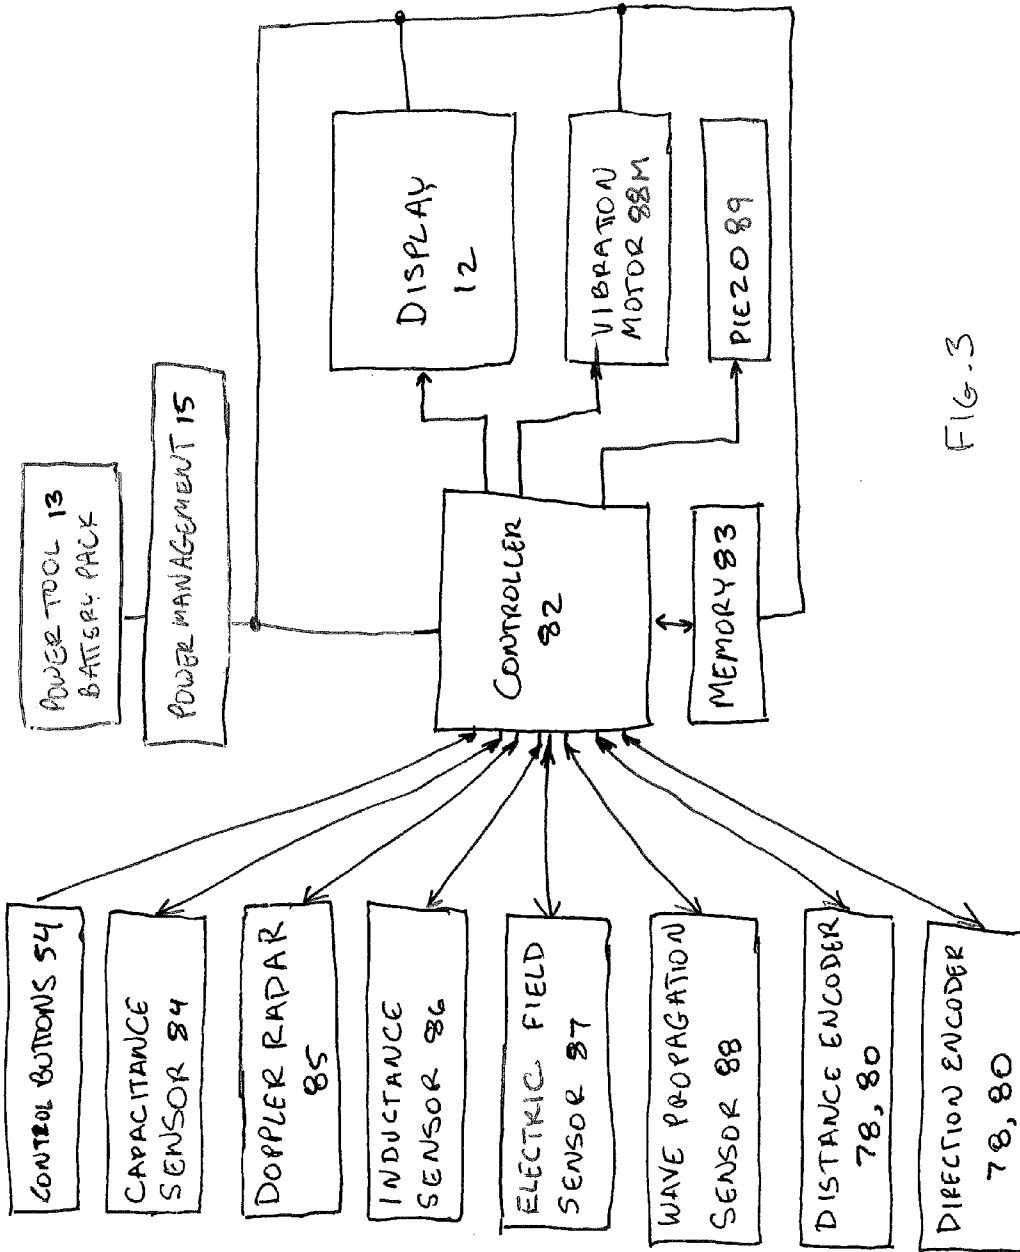 POWER TOOL 13
BATTERY PACK
POWER MANAGEMENT 15
CONTROL BUTTONS 54
CAPACITANCE
SENSOR 84
DOPPLER RADAR
85
INDUCTANCE
SENSOR 86
ELECTRIC FIELD
SENSOR 87
WAVE PROPAGATION
SENSOR 88
DISTANCE ENCODER
78, 80
DIRECTION ENCODER
78, 80
CONTROLLER
82
MEMORY 83
DISPLAY
12
VIBRATION
MOTOR 88M
PIEZO 89
FIG. 3